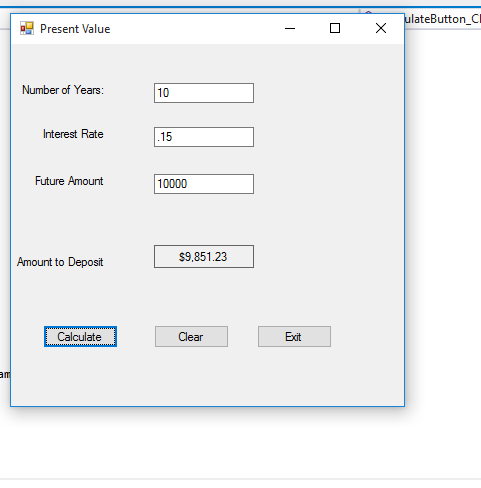 Present Value
ulateButton_Cl
Number of Years:
10
Interest Rate
.15
Future Amount
10000
Amount to Deposit
$9,851.23
Calculate
Clear
Exit
am